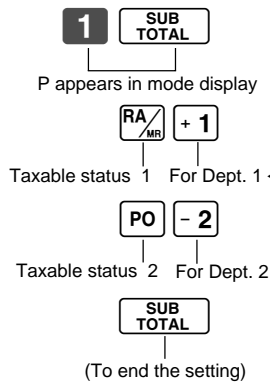 1 SUB TOTAL
P appears in mode display
RA/MR + 1
Taxable status 1 For Dept. 1
PO - 2
Taxable status 2 For Dept. 2
SUB TOTAL
(To end the setting)